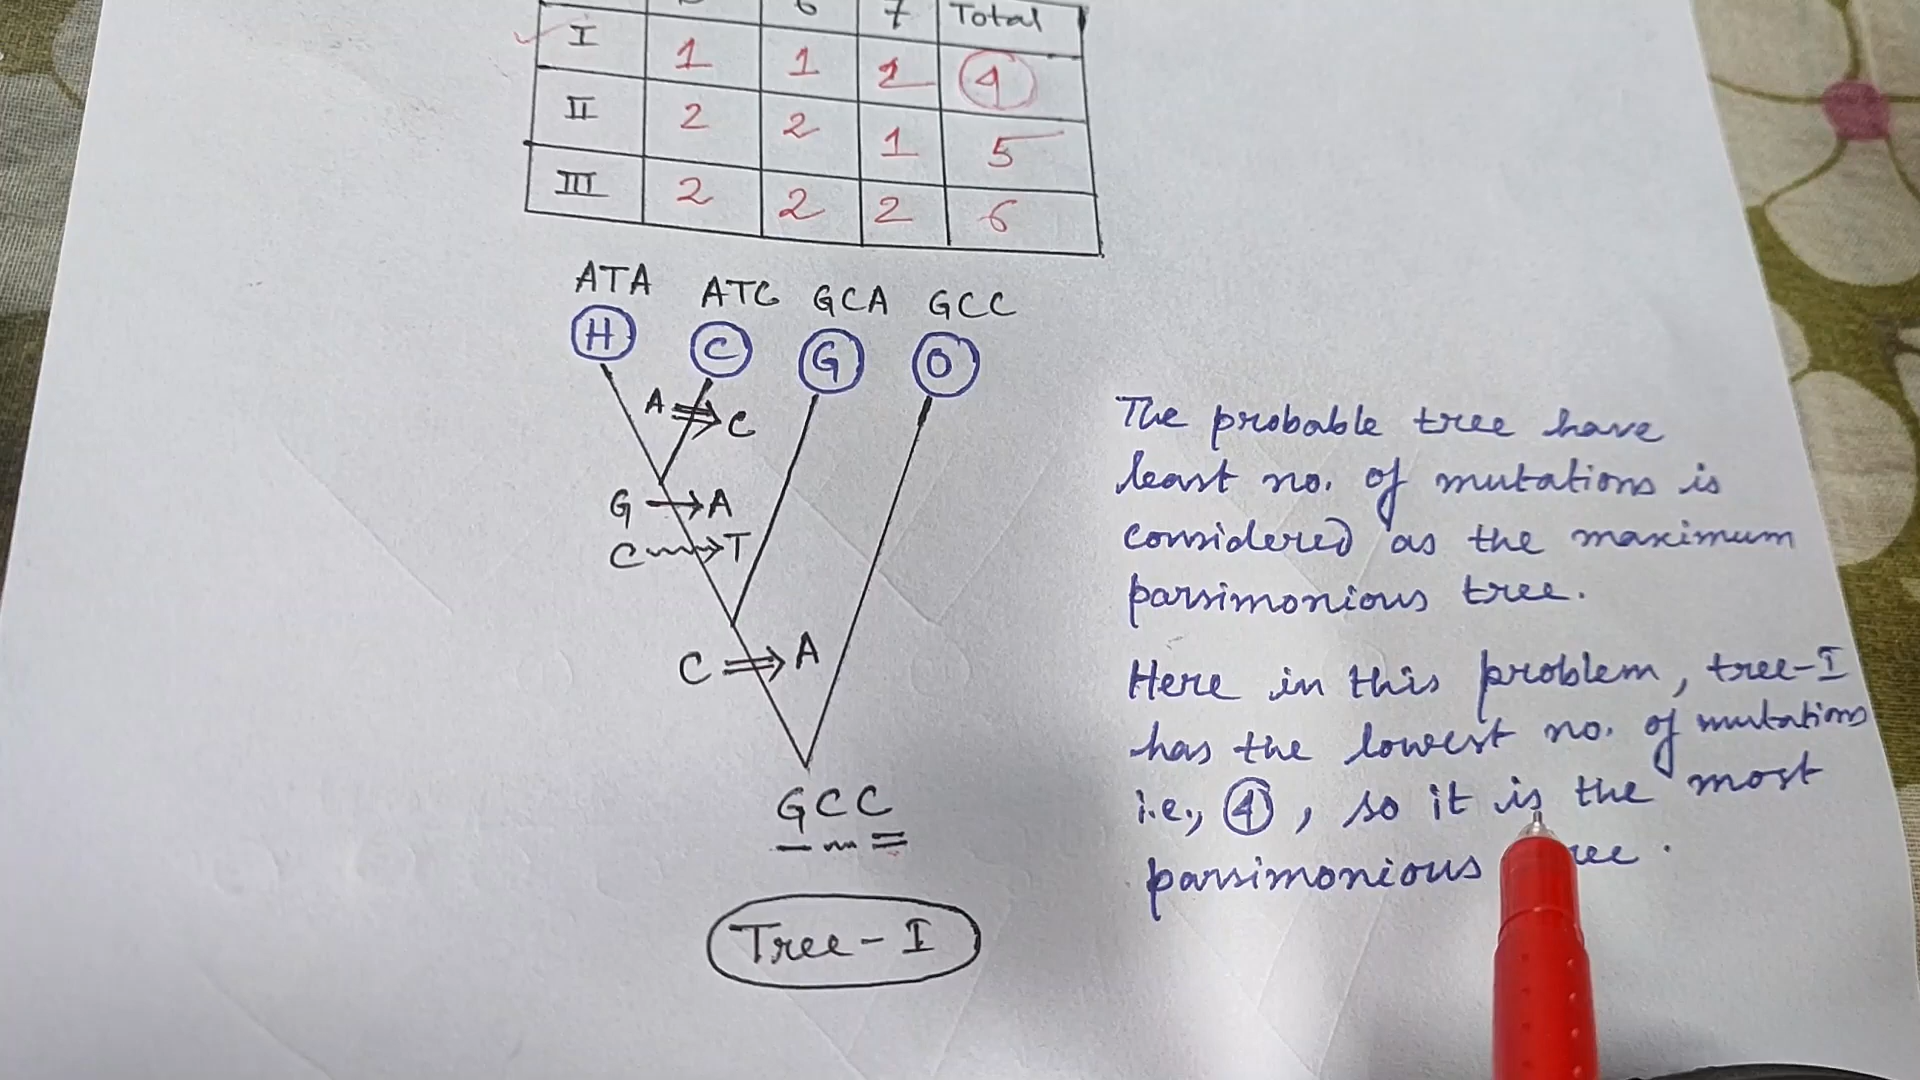 5 6 7 Total
I 1 1 2 4
II 2 2 1 5
III 2 2 2 6
ATA ATC GCA GCC
H C G O
A ⇒ C
G → A
C → T
C ⇒ A
GCC
Tree - I
The probable tree have
least no. of mutations is
considered as the maximum
parsimonious tree.
Here in this problem, tree-I
has the lowest no. of mutations
i.e., 4, so it is the most
parsimonious